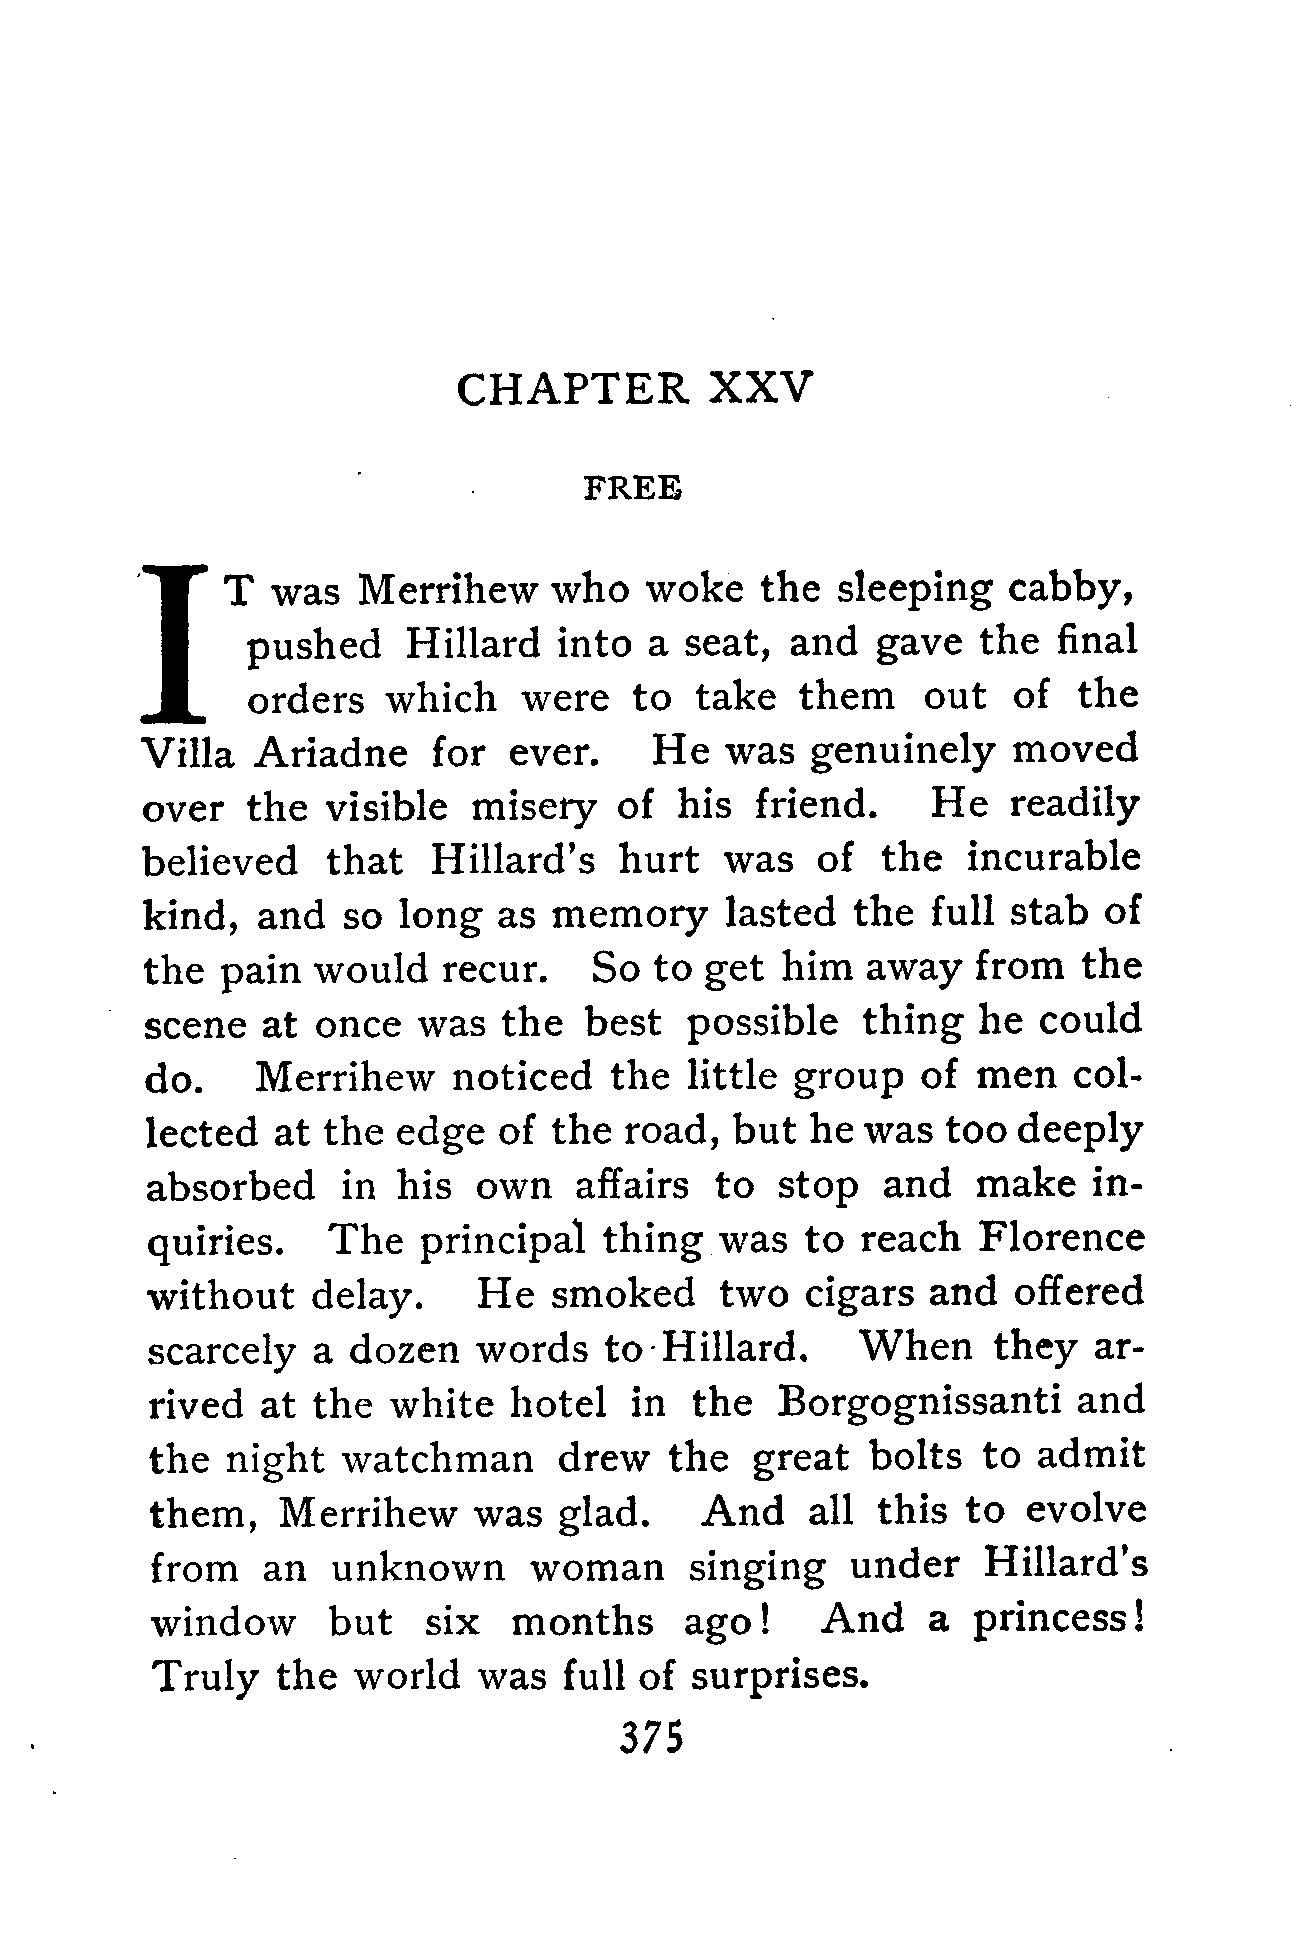 CHAPTER XXV
FREE
IT was Merrihew who woke the sleeping cabby,
pushed Hillard into a seat, and gave the final
orders which were to take them out of the
Villa Ariadne for ever. He was genuinely moved
over the visible misery of his friend. He readily
believed that Hillard's hurt was of the incurable
kind, and so long as memory lasted the full stab of
the pain would recur. So to get him away from the
scene at once was the best possible thing he could
do. Merrihew noticed the little group of men col-
lected at the edge of the road, but he was too deeply
absorbed in his own affairs to stop and make in-
quiries. The principal thing was to reach Florence
without delay. He smoked two cigars and offered
scarcely a dozen words to Hillard. When they ar-
rived at the white hotel in the Borgognissanti and
the night watchman drew the great bolts to admit
them, Merrihew was glad. And all this to evolve
from an unknown woman singing under Hillard's
window but six months ago! And a princess!
Truly the world was full of surprises.
375